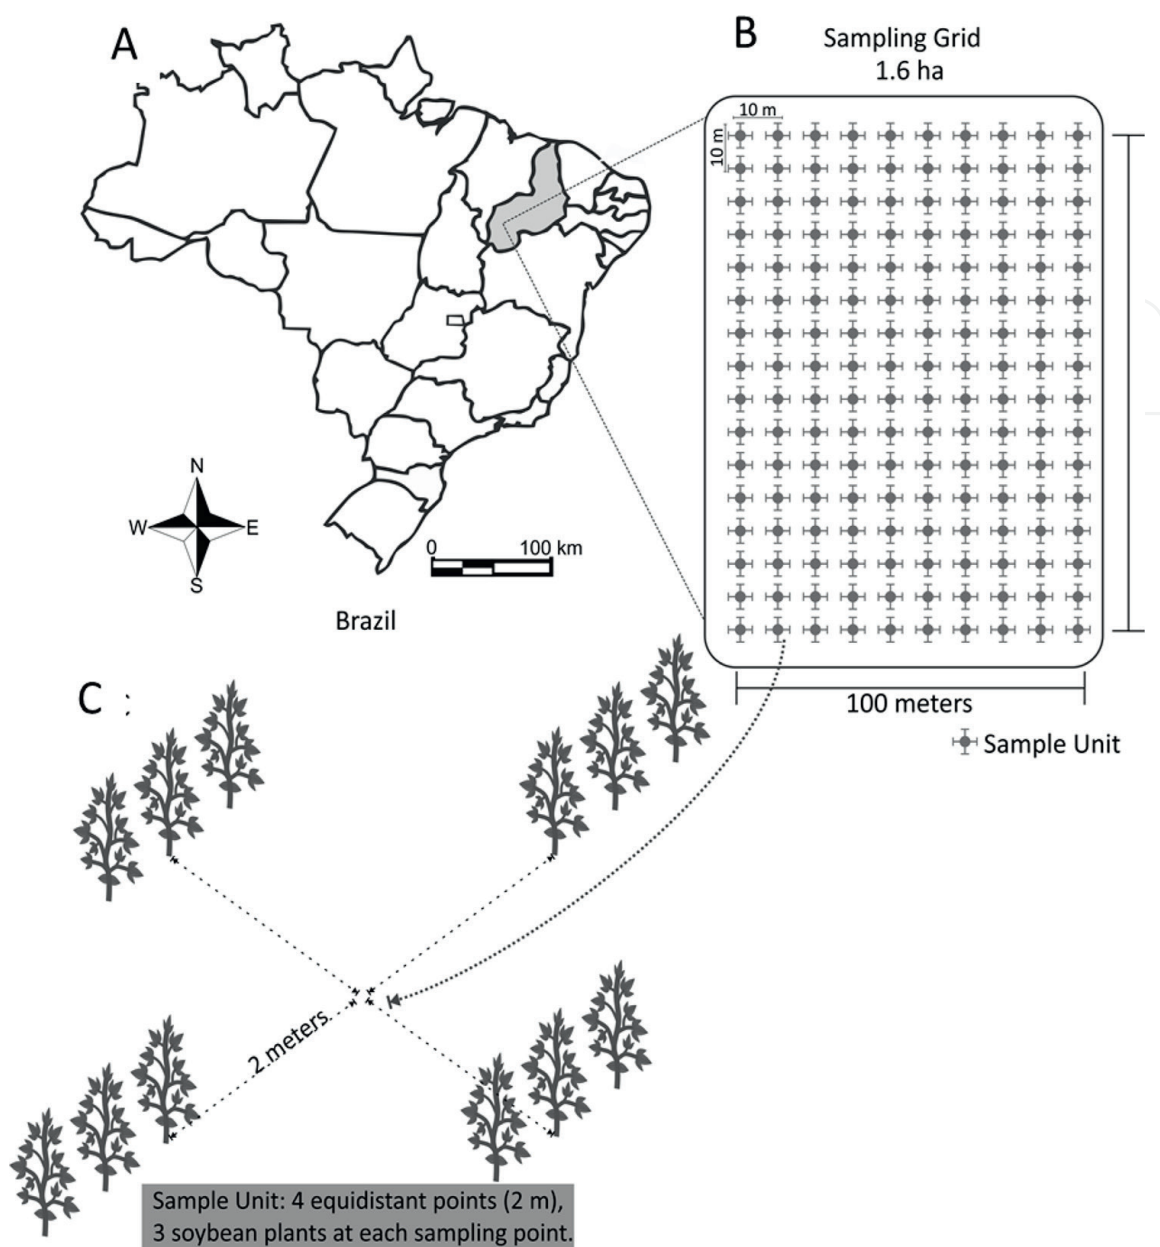 A
B
Sampling Grid
1.6 ha
10 m
10 m
N
W
E
S
0
100 km
Brazil
100 meters
Sample Unit
C :
2 meters
Sample Unit: 4 equidistant points (2 m),
3 soybean plants at each sampling point.